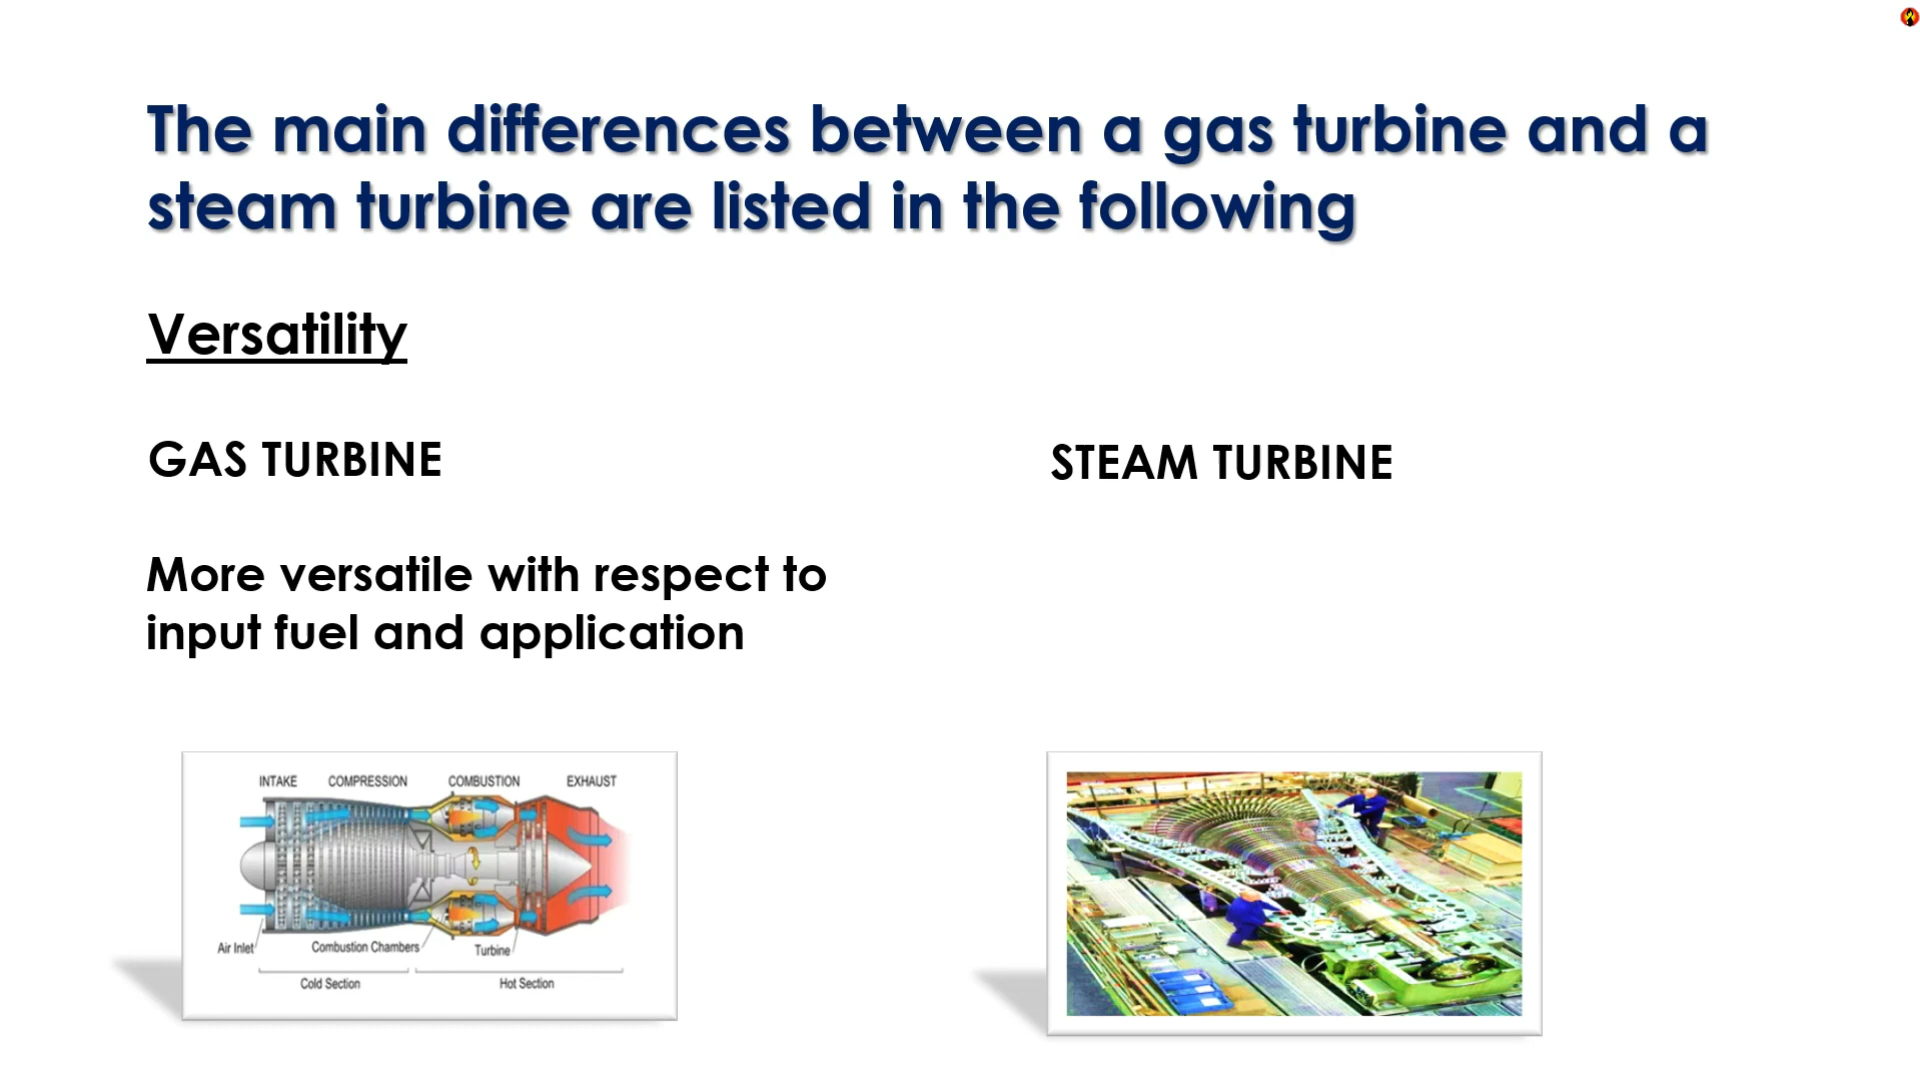 The main differences between a gas turbine and a
steam turbine are listed in the following
Versatility
GAS TURBINE
STEAM TURBINE
More versatile with respect to
input fuel and application
INTAKE COMPRESSION COMBUSTION EXHAUST
Air Inlet Combustion Chambers Turbine
Cold Section Hot Section